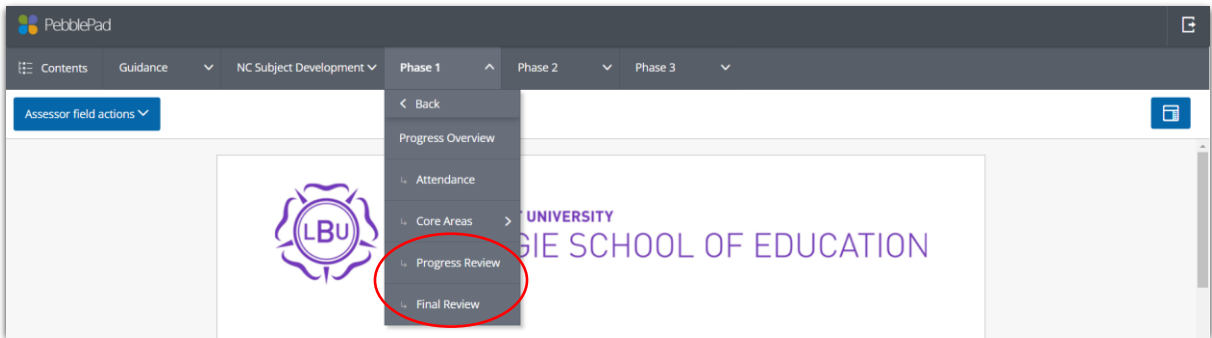 PebblePad
Contents Guidance NC Subject Development Phase 1 Phase 2 Phase 3
Assessor field actions
Back
Progress Overview
Attendance
Core Areas
Progress Review
Final Review
LBU
UNIVERSITY
SCHOOL OF EDUCATION